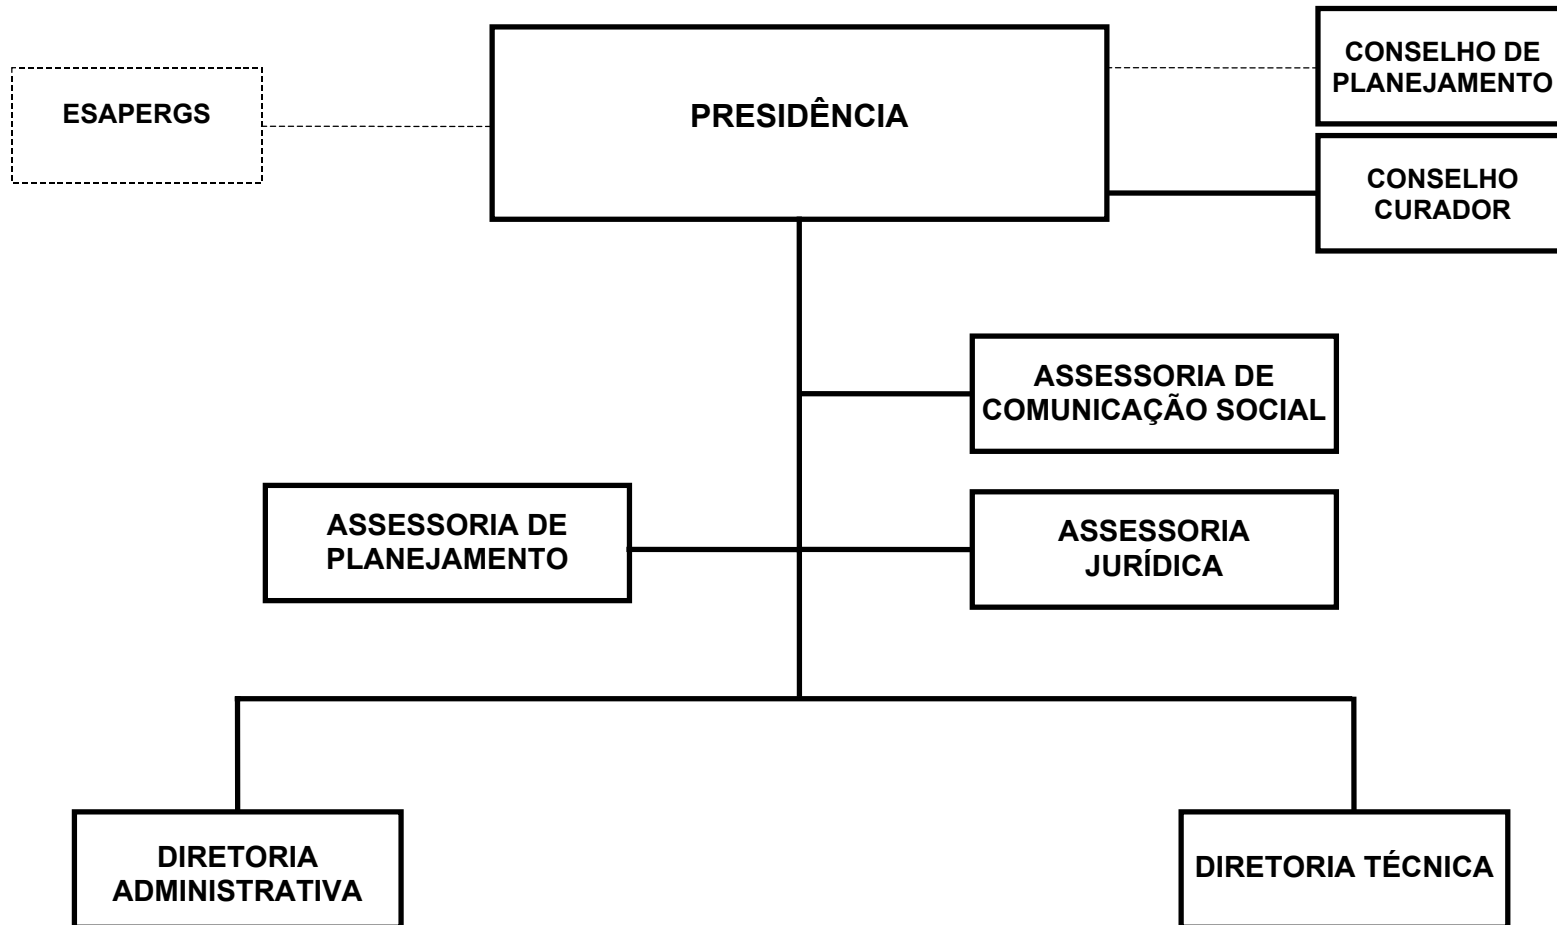 CONSELHO DE
PLANEJAMENTO
ESAPERGS
PRESIDÊNCIA
CONSELHO
CURADOR
ASSESSORIA DE
COMUNICAÇÃO SOCIAL
ASSESSORIA DE
PLANEJAMENTO
ASSESSORIA
JURÍDICA
DIRETORIA
ADMINISTRATIVA
DIRETORIA TÉCNICA